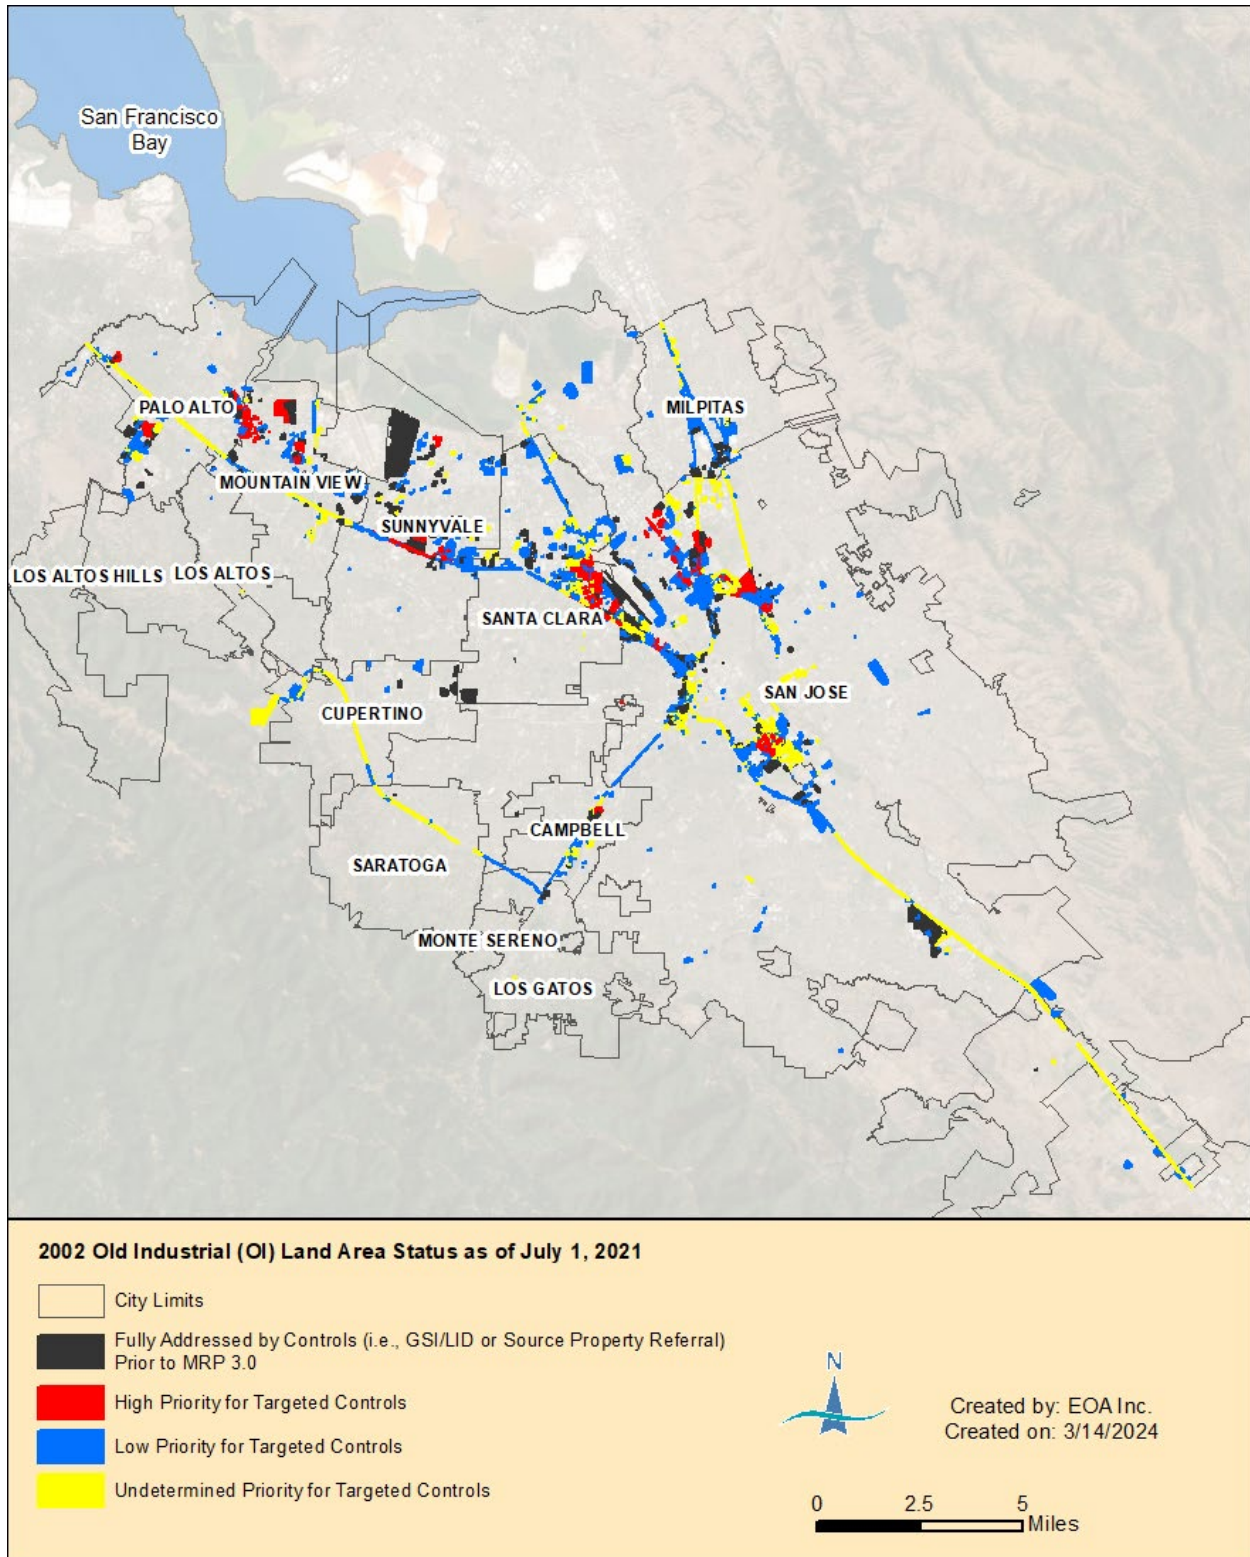 San Francisco
Bay
MILPITAS
PALO ALTO
MOUNTAIN VIEW
SUNNYVALE
LOS ALTOS HILLS
LOS ALTOS
SANTA CLARA
SAN JOSE
CUPERTINO
CAMPBELL
SARATOGA
MONTE SERENO
LOS GATOS
2002 Old Industrial (OI) Land Area Status as of July 1, 2021
City Limits
Fully Addressed by Controls (i.e., GSI/LID or Source Property Referral)
Prior to MRP 3.0
High Priority for Targeted Controls
Low Priority for Targeted Controls
Undetermined Priority for Targeted Controls
N
Created by: EOA Inc.
Created on: 3/14/2024
0 2.5 5
Miles